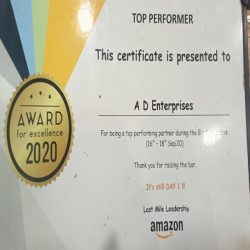 TOP PERFORMER
This certificate is presented to
A D Enterprises
For being a top performing partner during the B
(16th - 18th Sep'20)
Thank you for raising the bar.
It's still DAY 1 !!
Last Mile Leadership
amazon
AWARD
for excellence
2020